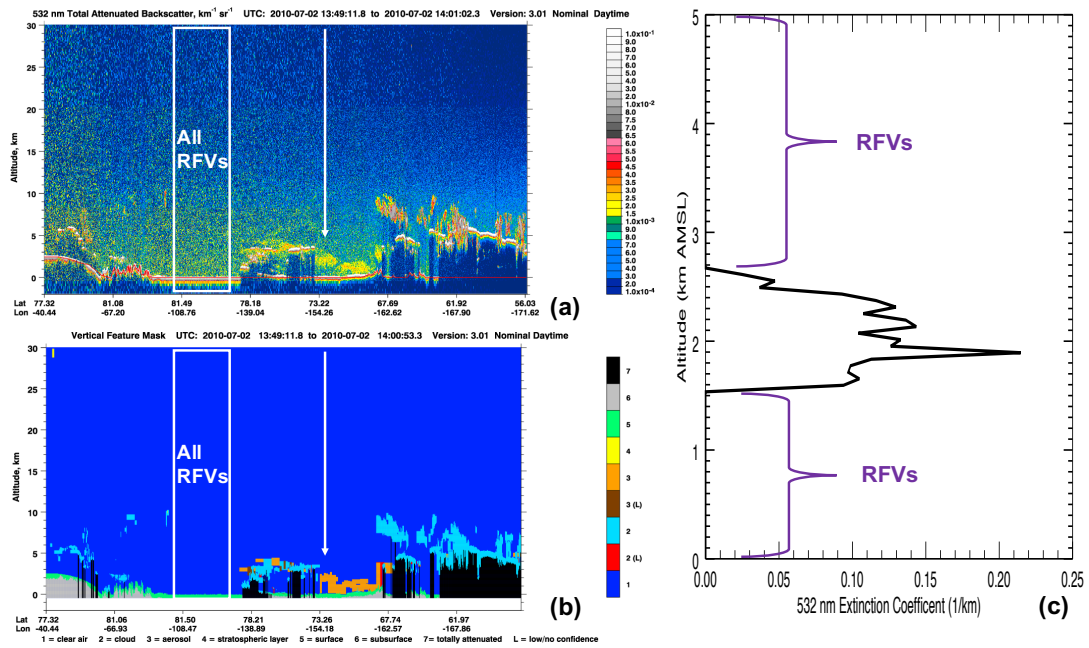 532 nm Total Attenuated Backscatter, km⁻¹ sr⁻¹ UTC: 2010-07-02 13:49:11.8 to 2010-07-02 14:01:02.3 Version: 3.01 Nominal Daytime
30
25
20
15
10
5
0
Altitude, km
All
RFVs
Lat 77.32 81.08 81.49 78.18 73.26 67.69 61.90 56.03
Lon -40.44 -67.20 -108.76 -139.04 -154.26 -162.62 -167.91 -171.62
1.0x10⁻¹
9.0
8.0
7.0
6.0
5.0
4.0
3.0
2.0
1.0x10⁻²
9.0
8.0
7.5
7.0
6.5
6.0
5.5
5.0
4.5
4.0
3.5
3.0
2.5
2.0
1.5
1.0x10⁻³
9.0
8.0
7.0
6.0
5.0
4.0
3.0
2.0
1.0x10⁻⁴
(a)
Vertical Feature Mask UTC: 2010-07-02 13:49:11.8 to 2010-07-02 14:00:53.3 Version: 3.01 Nominal Daytime
30
25
20
15
10
5
0
Altitude, km
All
RFVs
Lat 77.32 81.10 81.50 78.22 73.32 67.76 61.97
Lon -40.44 -66.93 -108.47 -138.89 -154.18 -162.57 -167.86
7
6
5
4
3
3 (L)
2
2 (L)
1
(b)
1 = clear air 2 = cloud 3 = aerosol 4 = stratospheric layer 5 = surface 6 = subsurface 7= totally attenuated L = low/no confidence
5
4
3
2
1
0
Altitude (km AMSL)
RFVs
RFVs
0.00 0.05 0.10 0.15 0.20 0.25
532 nm Extinction Coefficent (1/km)
(c)